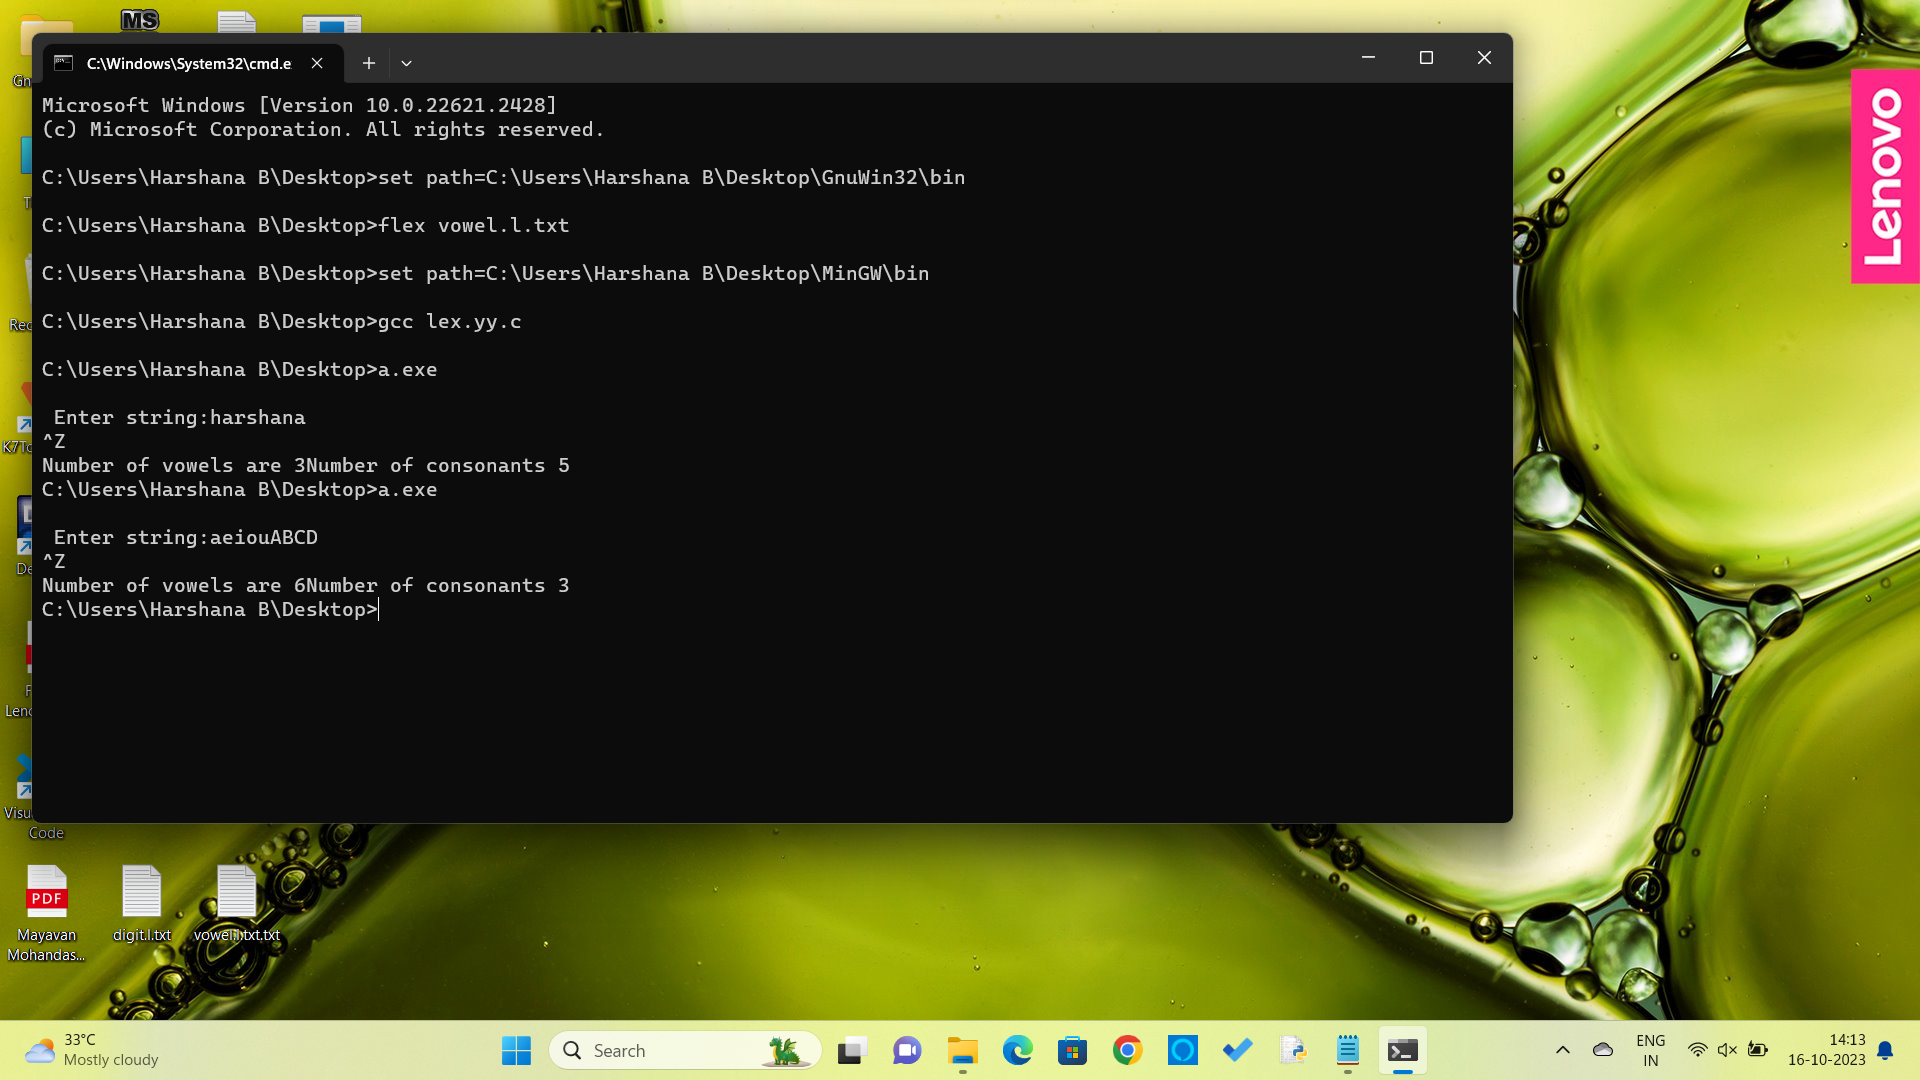 MS
C:\Windows\System32\cmd.e
Microsoft Windows [Version 10.0.22621.2428]
(c) Microsoft Corporation. All rights reserved.
C:\Users\Harshana B\Desktop>set path=C:\Users\Harshana B\Desktop\GnuWin32\bin
C:\Users\Harshana B\Desktop>flex vowel.l.txt
C:\Users\Harshana B\Desktop>set path=C:\Users\Harshana B\Desktop\MinGW\bin
C:\Users\Harshana B\Desktop>gcc lex.yy.c
C:\Users\Harshana B\Desktop>a.exe
Enter string:harshana
^Z
Number of vowels are 3Number of consonants 5
C:\Users\Harshana B\Desktop>a.exe
Enter string:aeiouABCD
^Z
Number of vowels are 6Number of consonants 3
C:\Users\Harshana B\Desktop>
Lenovo
Code
PDF
Mayavan
Mohandas...
digit.l.txt
vowel.l.txt.txt
33°C
Mostly cloudy
Search
ENG
IN
14:13
16-10-2023